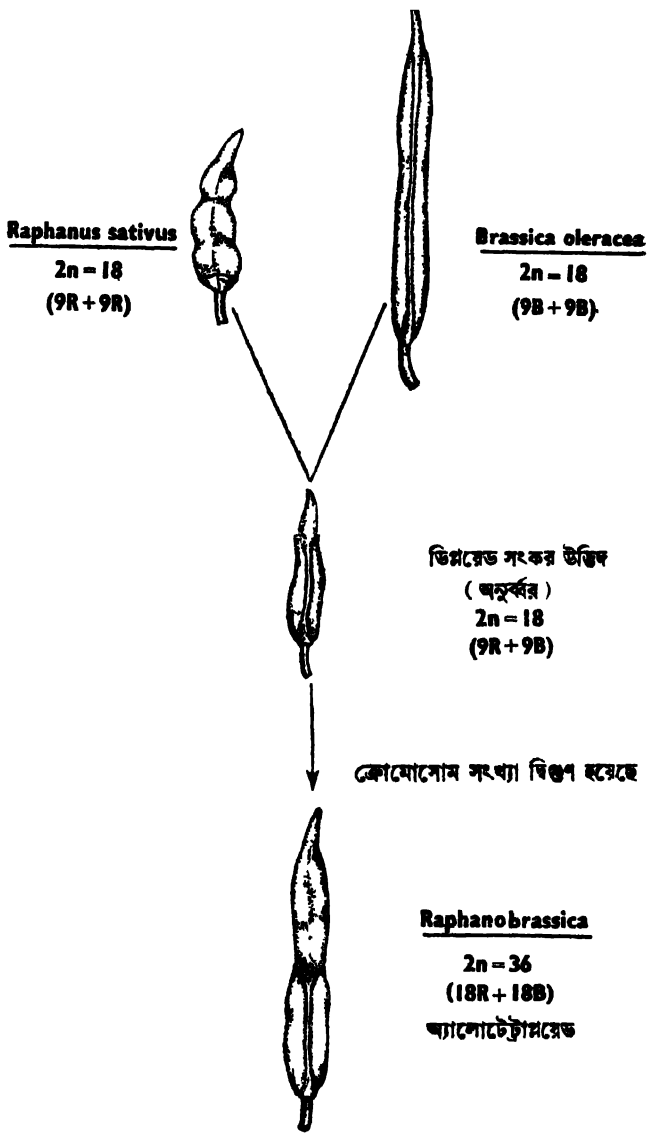 Raphanus sativus
2n = 18
(9R + 9R)
Brassica oleracea
2n = 18
(9B + 9B)
ডিপ্লয়েড সংকর উদ্ভিদ
( অনুর্ব্বর )
2n = 18
(9R + 9B)
ক্রোমোসোম সংখ্যা দ্বিগুণ হয়েছে
Raphanobrassica
2n = 36
(18R + 18B)
অ্যালোটেট্রাপ্লয়েড